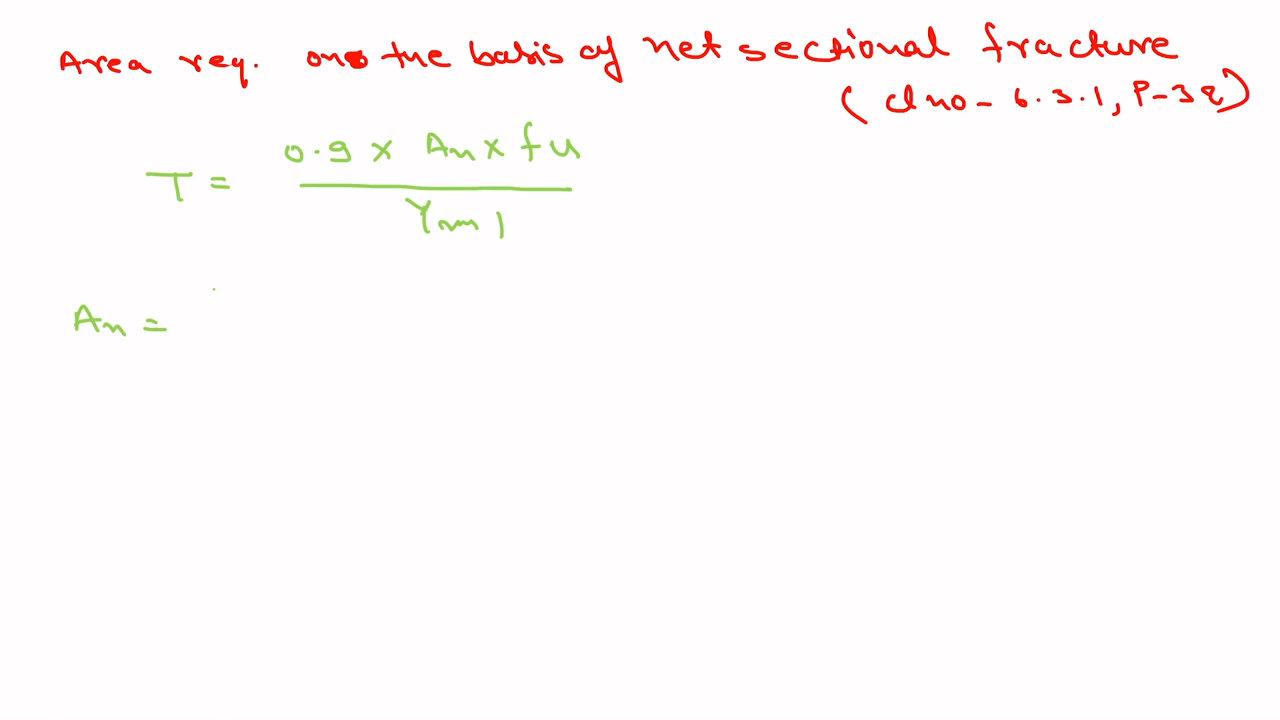 Area req. on the basis of net sectional fracture
(cl no - 6.3.1, P-32)
T = 0.9 x An x fu
γm1
An =